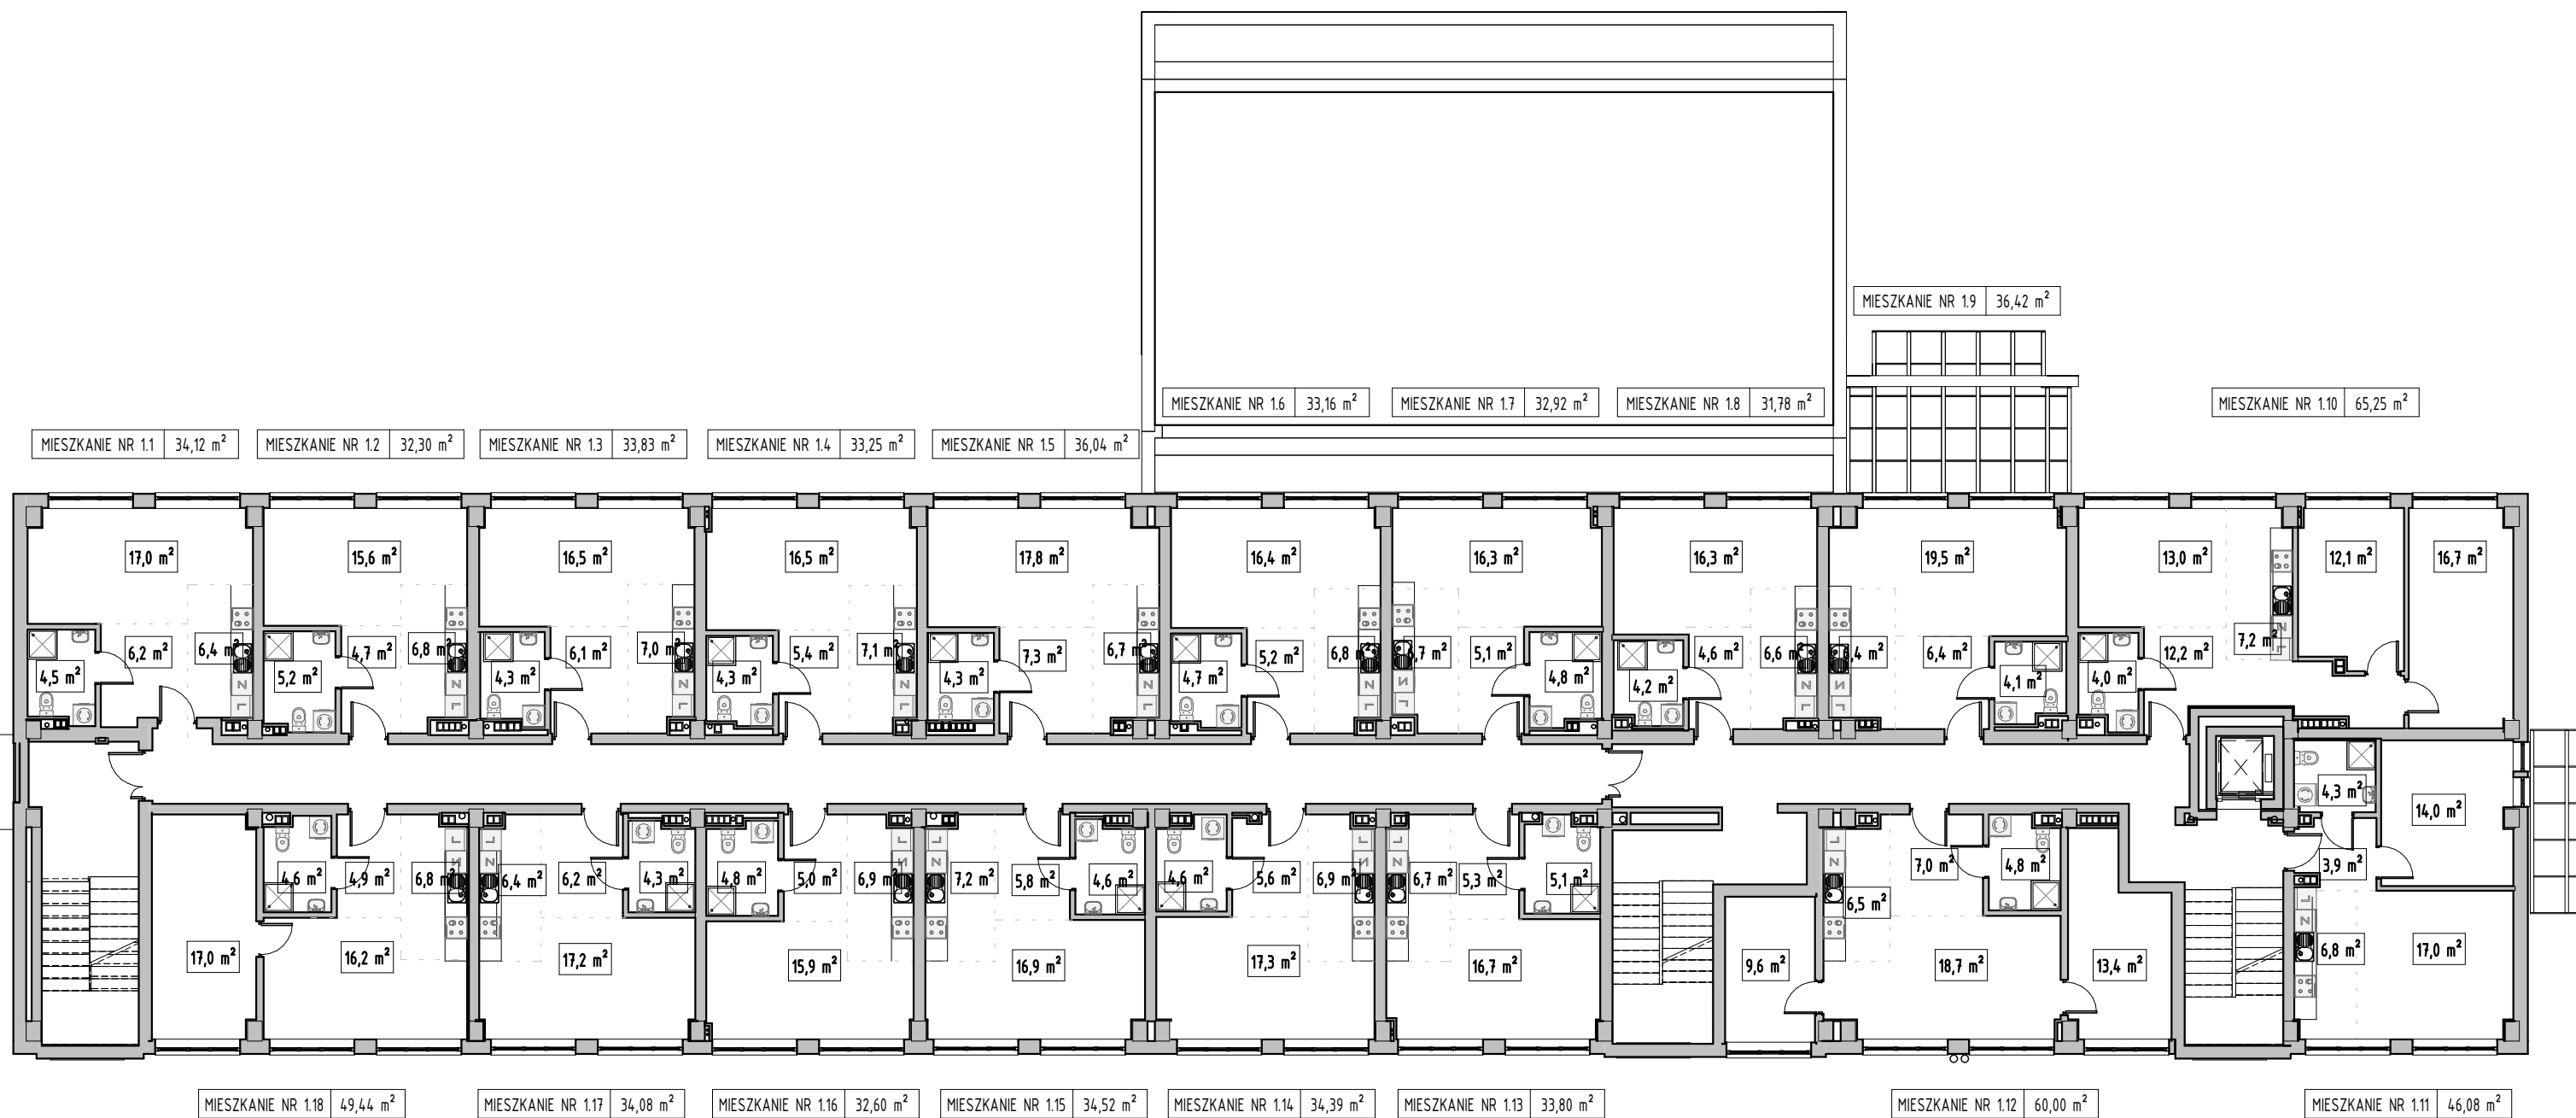 MIESZKANIE NR 1.9 36,42 m²
MIESZKANIE NR 1.6 33,16 m²
MIESZKANIE NR 1.7 32,92 m²
MIESZKANIE NR 1.8 31,78 m²
MIESZKANIE NR 1.10 65,25 m²
MIESZKANIE NR 1.1 34,12 m²
MIESZKANIE NR 1.2 32,30 m²
MIESZKANIE NR 1.3 33,83 m²
MIESZKANIE NR 1.4 33,25 m²
MIESZKANIE NR 1.5 36,04 m²
17,0 m²
15,6 m²
16,5 m²
16,5 m²
17,8 m²
16,4 m²
16,3 m²
16,3 m²
19,5 m²
13,0 m²
12,1 m²
16,7 m²
4,5 m²
6,2 m²
6,4 m²
5,2 m²
4,7 m²
6,8 m²
4,3 m²
6,1 m²
7,0 m²
4,3 m²
5,4 m²
7,1 m²
4,3 m²
7,3 m²
6,7 m²
4,7 m²
5,2 m²
6,8 m²
,7 m²
5,1 m²
4,8 m²
4,2 m²
4,6 m²
6,6 m²
,4 m²
6,4 m²
4,1 m²
4,0 m²
12,2 m²
7,2 m²
Z L
Z L
Z L
Z L
Z L
Z L
Z L
Z L
Z L
Z L
4,3 m²
14,0 m²
3,9 m²
4,6 m²
4,9 m²
6,8 m²
6,4 m²
6,2 m²
4,3 m²
4,8 m²
5,0 m²
6,9 m²
7,2 m²
5,8 m²
4,6 m²
4,6 m²
5,6 m²
6,9 m²
6,7 m²
5,3 m²
5,1 m²
6,5 m²
7,0 m²
4,8 m²
L Z
L Z
L Z
L Z
L Z
L Z
L Z
L Z
17,0 m²
16,2 m²
17,2 m²
15,9 m²
16,9 m²
17,3 m²
16,7 m²
9,6 m²
18,7 m²
13,4 m²
6,8 m²
17,0 m²
MIESZKANIE NR 1.18 49,44 m²
MIESZKANIE NR 1.17 34,08 m²
MIESZKANIE NR 1.16 32,60 m²
MIESZKANIE NR 1.15 34,52 m²
MIESZKANIE NR 1.14 34,39 m²
MIESZKANIE NR 1.13 33,80 m²
MIESZKANIE NR 1.12 60,00 m²
MIESZKANIE NR 1.11 46,08 m²